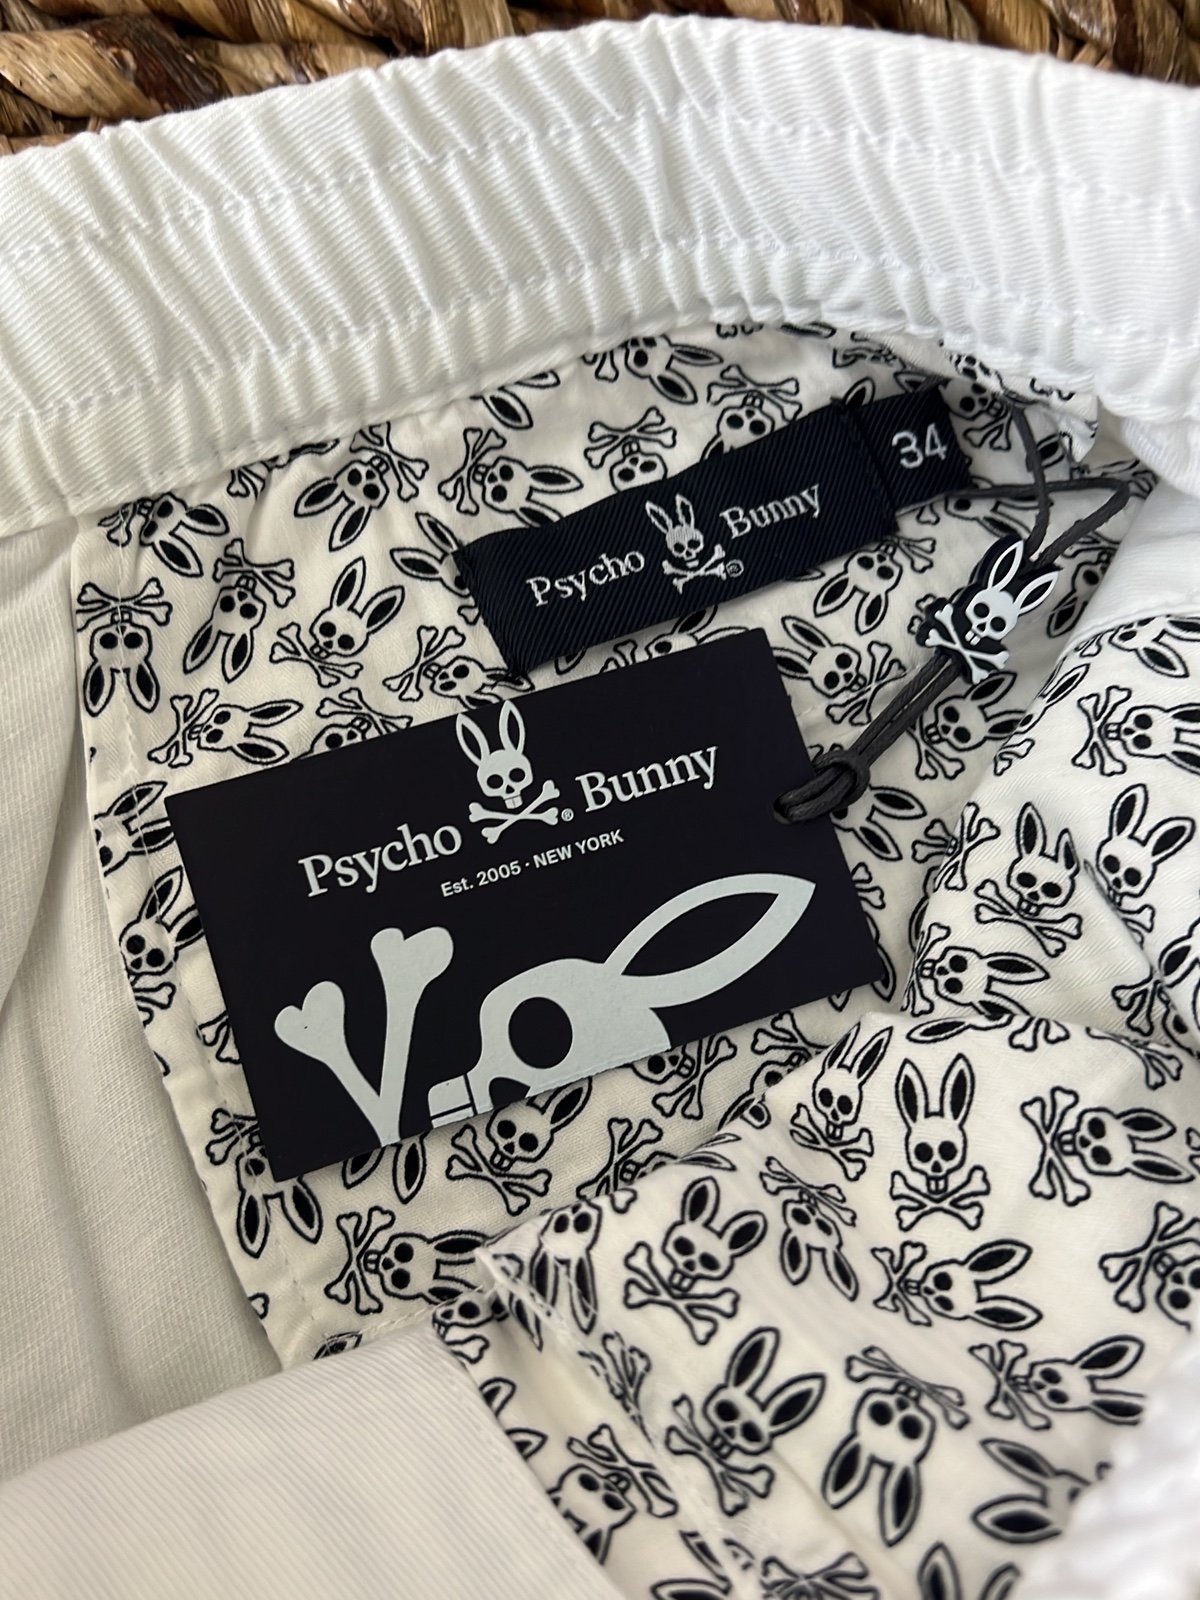 34
Psycho Bunny
Psycho Bunny
Est. 2005 · NEW YORK